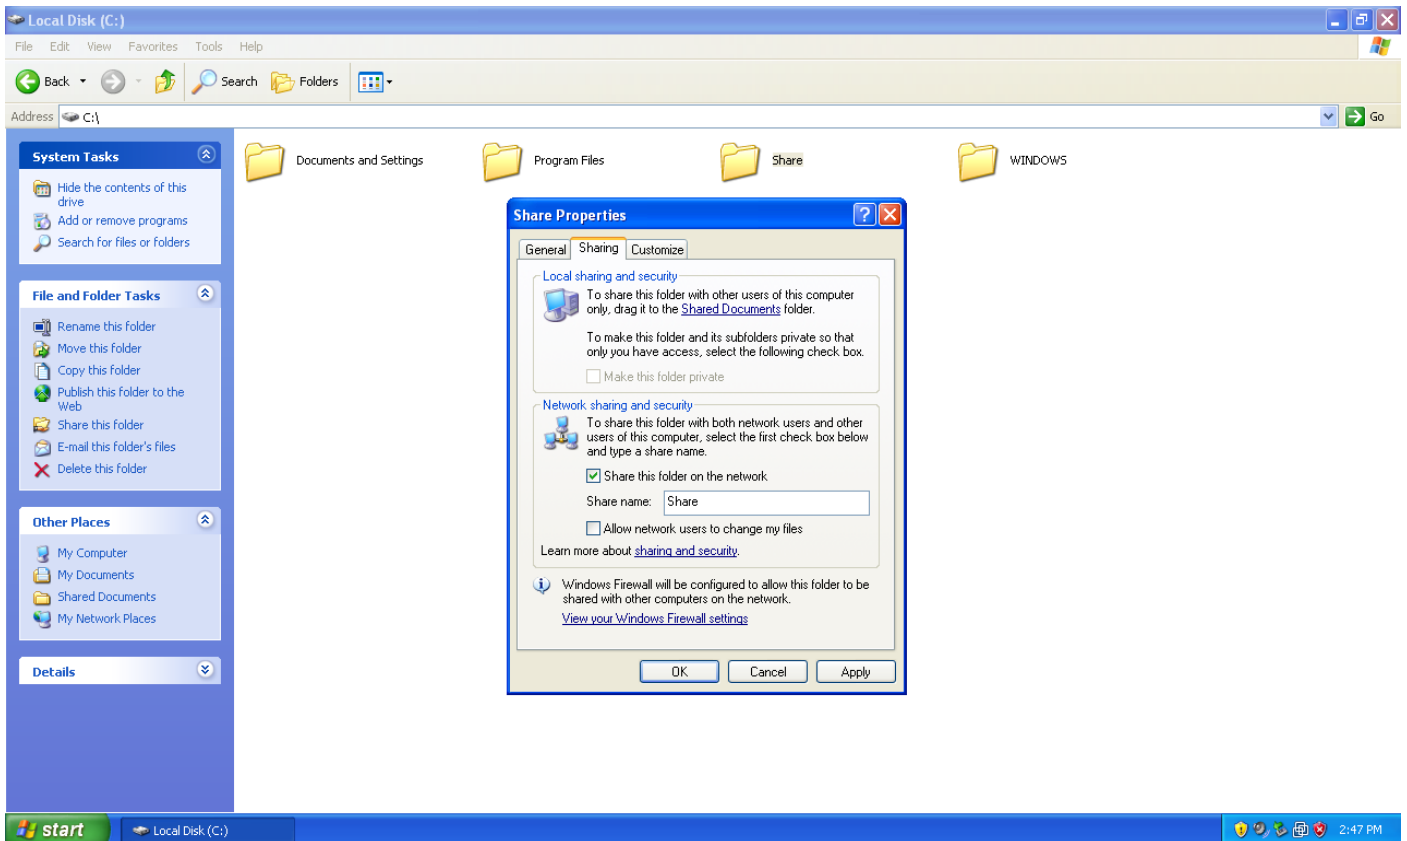 Local Disk (C:)
File Edit View Favorites Tools Help
Back Search Folders
Address C:\ Go
System Tasks
Hide the contents of this
drive
Add or remove programs
Search for files or folders
File and Folder Tasks
Rename this folder
Move this folder
Copy this folder
Publish this folder to the
Web
Share this folder
E-mail this folder's files
Delete this folder
Other Places
My Computer
My Documents
Shared Documents
My Network Places
Details
Documents and Settings
Program Files
Share
WINDOWS
Share Properties
General Sharing Customize
Local sharing and security
To share this folder with other users of this computer
only, drag it to the Shared Documents folder.
To make this folder and its subfolders private so that
only you have access, select the following check box.
Make this folder private
Network sharing and security
To share this folder with both network users and other
users of this computer, select the first check box below
and type a share name.
Share this folder on the network
Share name: Share
Allow network users to change my files
Learn more about sharing and security.
Windows Firewall will be configured to allow this folder to be
shared with other computers on the network.
View your Windows Firewall settings
OK Cancel Apply
start Local Disk (C:) 2:47 PM